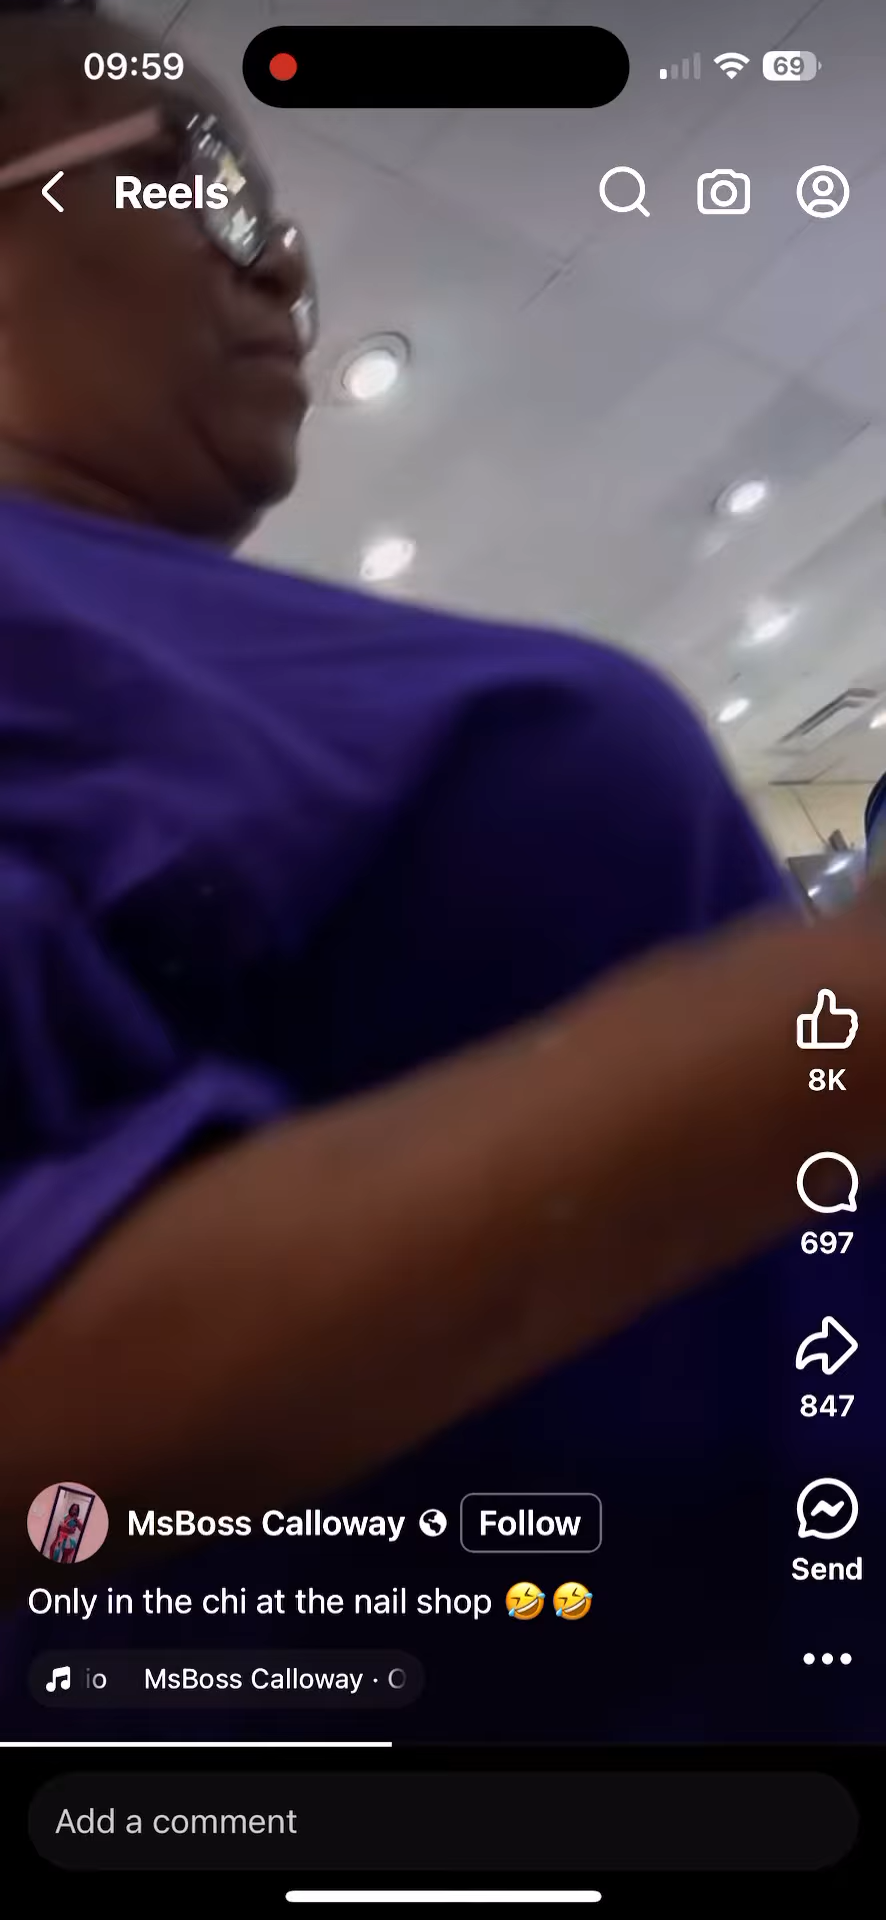 09:59
69
Reels
8K
697
847
MsBoss Calloway Follow
Send
Only in the chi at the nail shop 🤣🤣
io MsBoss Calloway · O
Add a comment